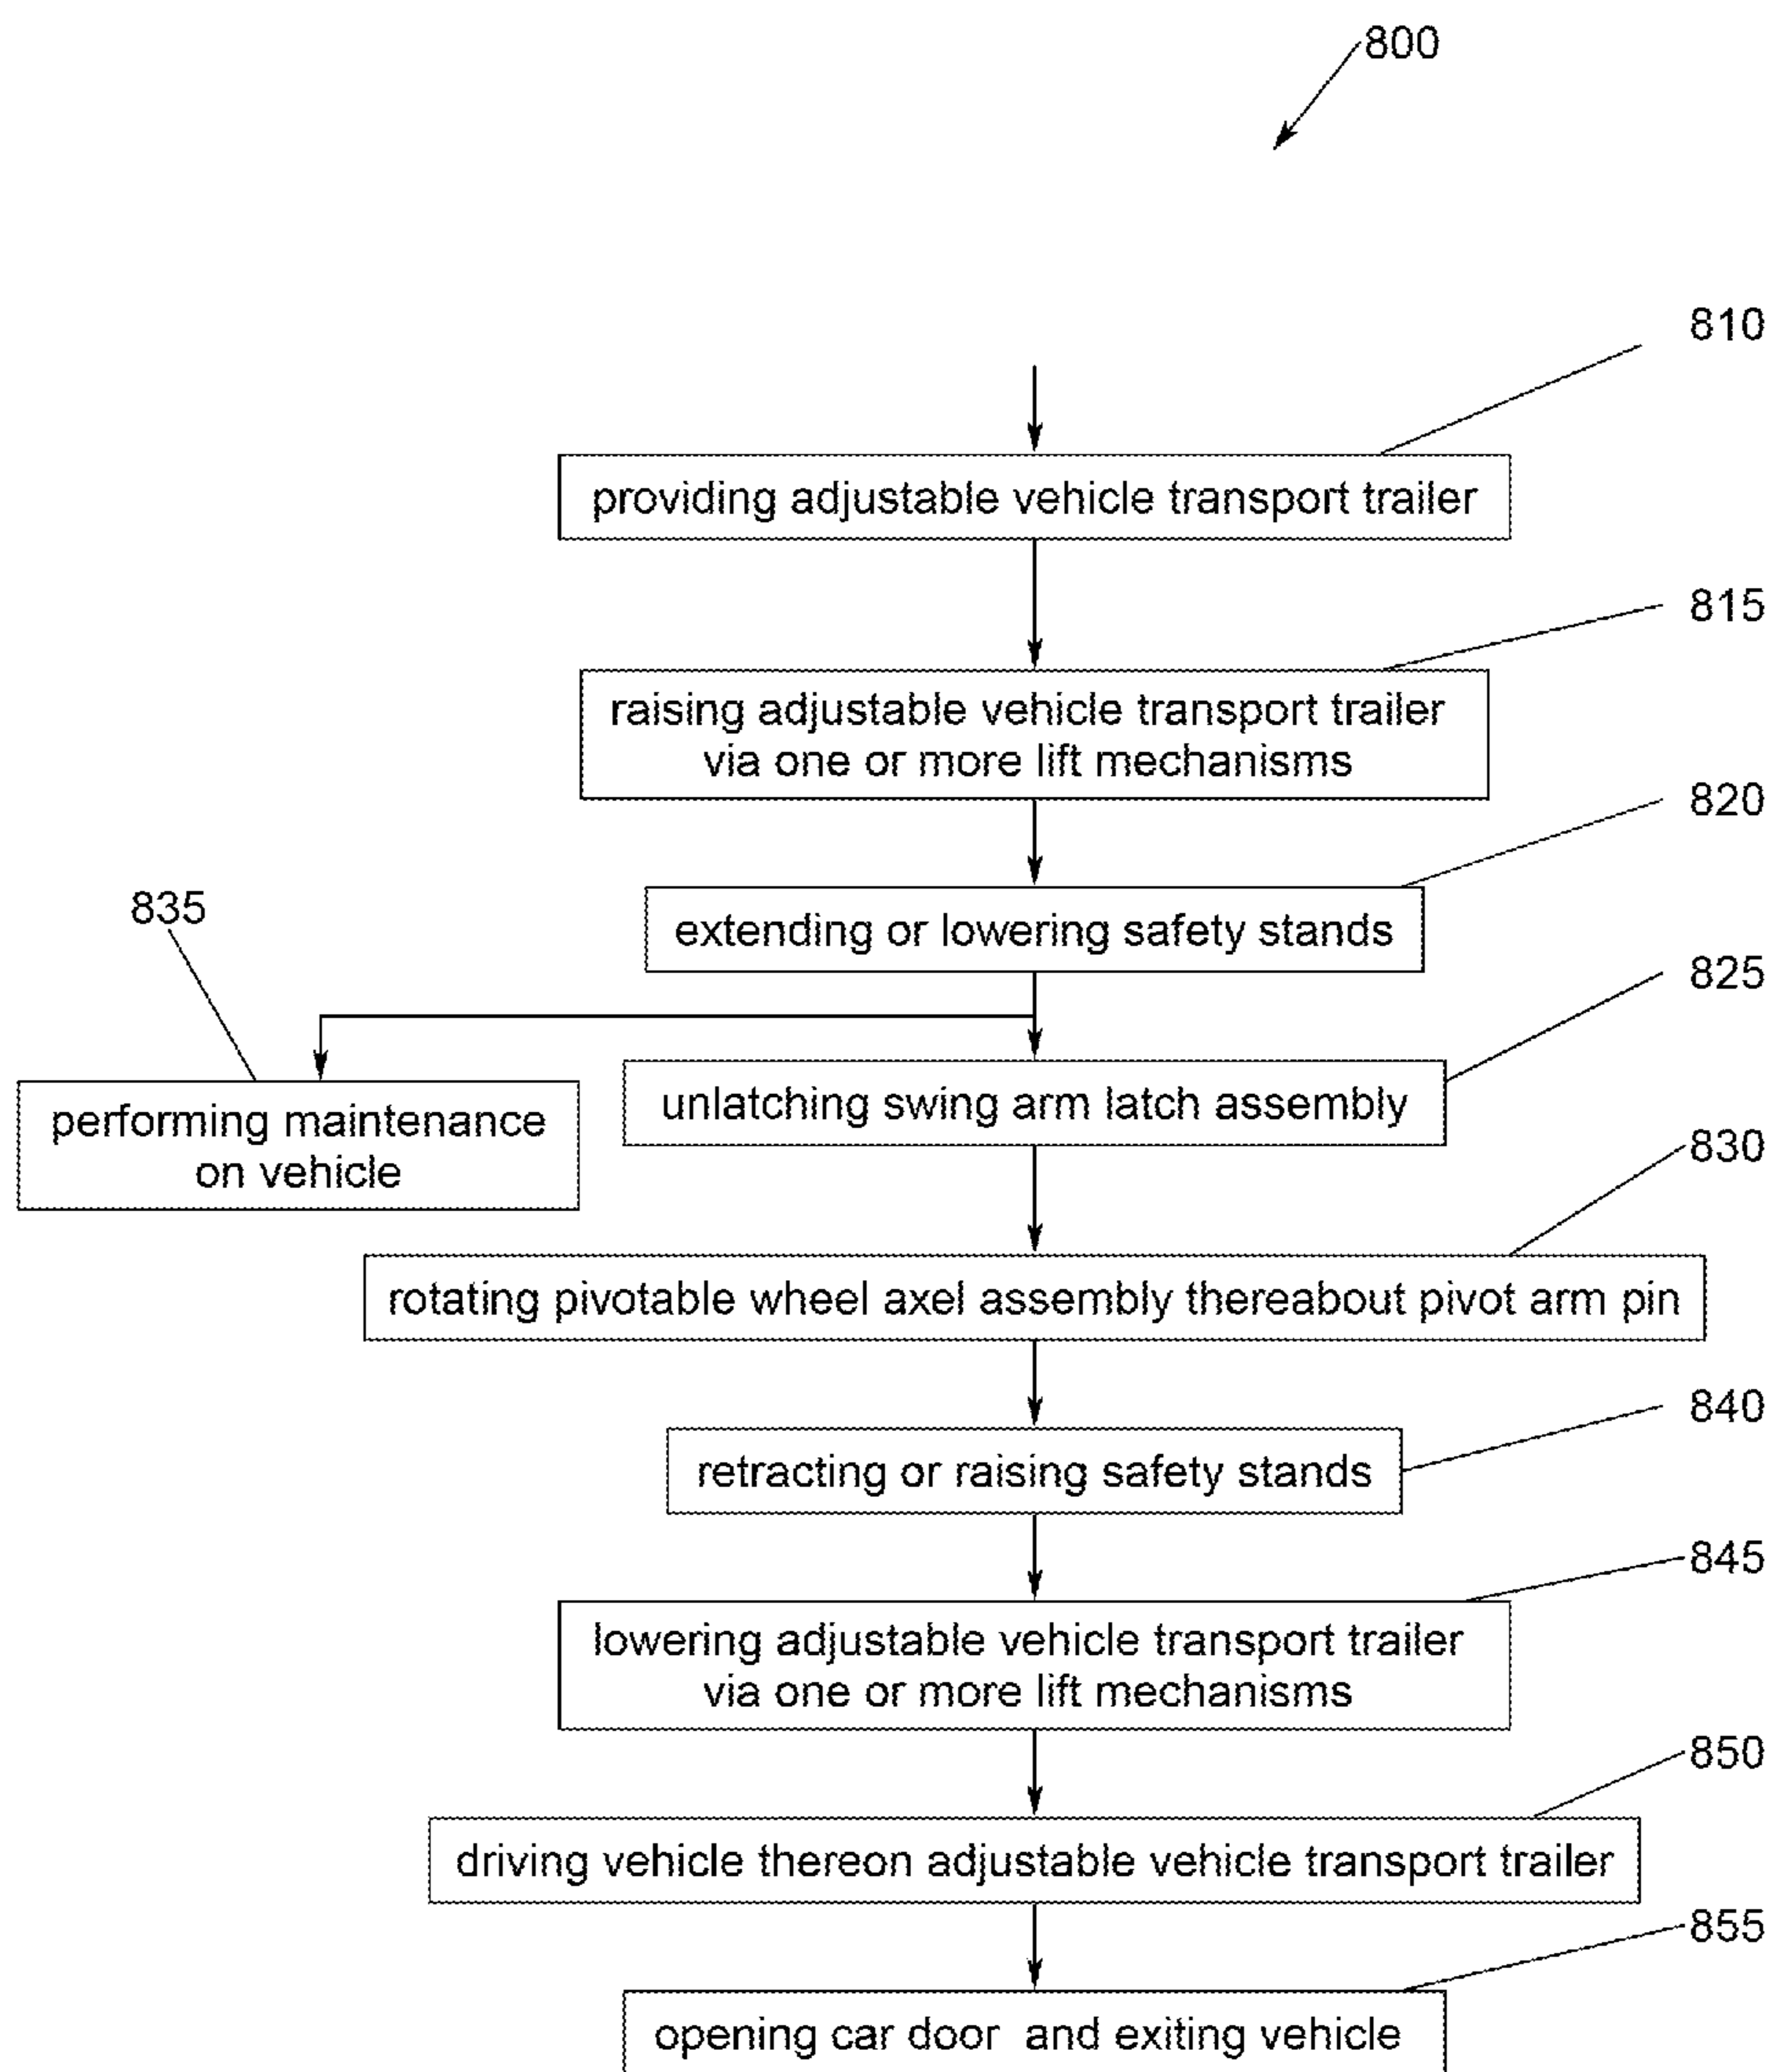 800
810
providing adjustable vehicle transport trailer
815
raising adjustable vehicle transport trailer
via one or more lift mechanisms
820
extending or lowering safety stands
835
825
performing maintenance
on vehicle
unlatching swing arm latch assembly
830
rotating pivotable wheel axel assembly thereabout pivot arm pin
840
retracting or raising safety stands
845
lowering adjustable vehicle transport trailer
via one or more lift mechanisms
850
driving vehicle thereon adjustable vehicle transport trailer
855
opening car door and exiting vehicle